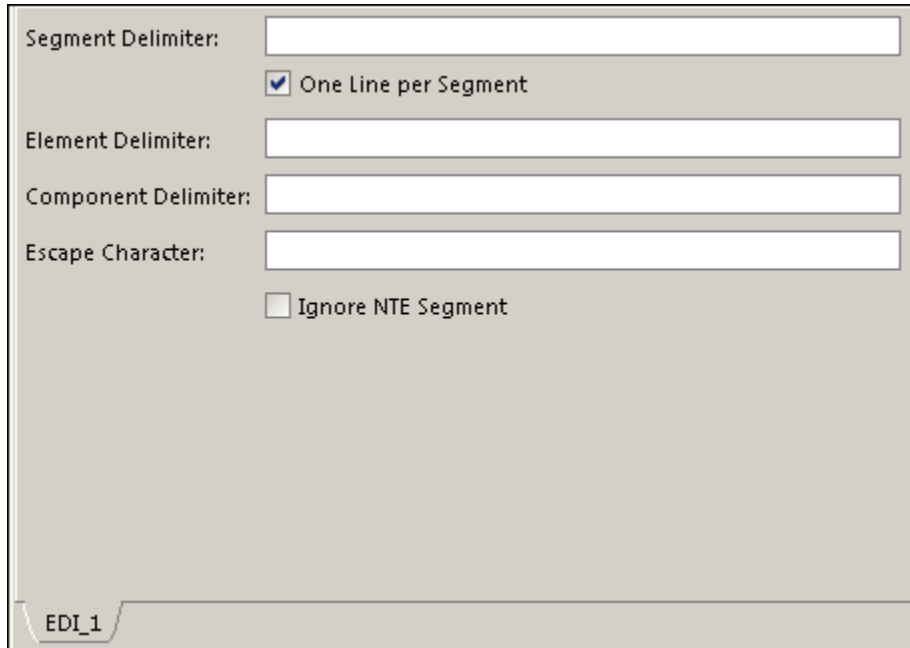 Segment Delimiter:
One Line per Segment
Element Delimiter:
Component Delimiter:
Escape Character:
Ignore NTE Segment
EDI_1